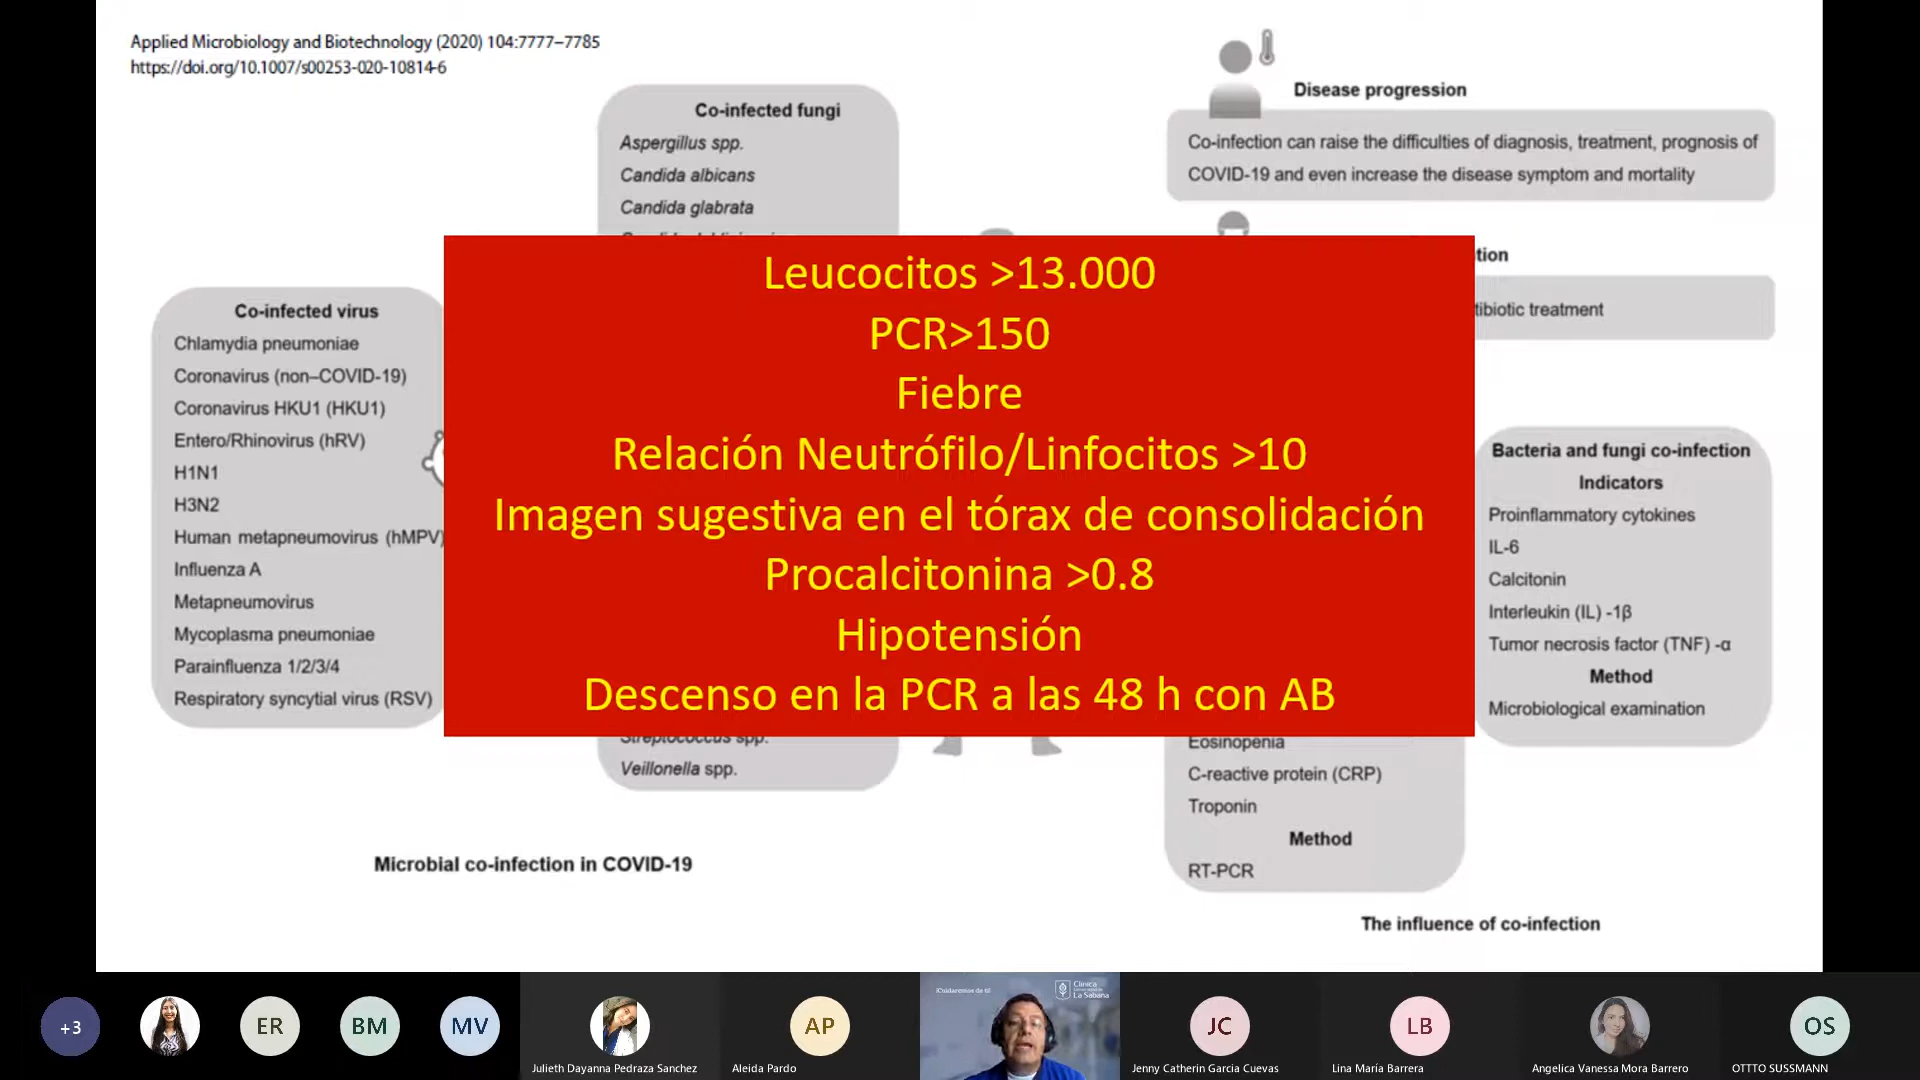 Applied Microbiology and Biotechnology (2020) 104:7777–7785
https://doi.org/10.1007/s00253-020-10814-6
Co-infected fungi
Aspergillus spp.
Candida albicans
Candida glabrata
Co-infected virus
Chlamydia pneumoniae
Coronavirus (non–COVID-19)
Coronavirus HKU1 (HKU1)
Entero/Rhinovirus (hRV)
H1N1
H3N2
Human metapneumovirus (hMPV)
Influenza A
Metapneumovirus
Mycoplasma pneumoniae
Parainfluenza 1/2/3/4
Respiratory syncytial virus (RSV)
Leucocitos >13.000
PCR>150
Fiebre
Relación Neutrófilo/Linfocitos >10
Imagen sugestiva en el tórax de consolidación
Procalcitonina >0.8
Hipotensión
Descenso en la PCR a las 48 h con AB
Streptococcus spp.
Veillonella spp.
Microbial co-infection in COVID-19
Disease progression
Co-infection can raise the difficulties of diagnosis, treatment, prognosis of
COVID-19 and even increase the disease symptom and mortality
tion
tibiotic treatment
Bacteria and fungi co-infection
Indicators
Proinflammatory cytokines
IL-6
Calcitonin
Interleukin (IL) -1β
Tumor necrosis factor (TNF) -α
Method
Microbiological examination
Eosinopenia
C-reactive protein (CRP)
Troponin
Method
RT-PCR
The influence of co-infection
+3
ER
BM
MV
Julieth Dayanna Pedraza Sanchez
AP
Aleida Pardo
¡Cuidaremos de ti!
Clínica
La Sabana
JC
Jenny Catherin Garcia Cuevas
LB
Lina María Barrera
Angelica Vanessa Mora Barrero
OS
OTTTO SUSSMANN